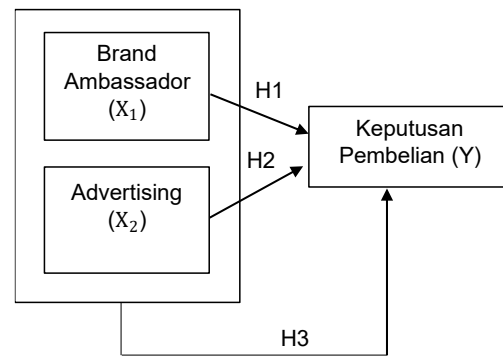 Brand
Ambassador
(X₁)
H1
Keputusan
Pembelian (Y)
H2
Advertising
(X₂)
H3